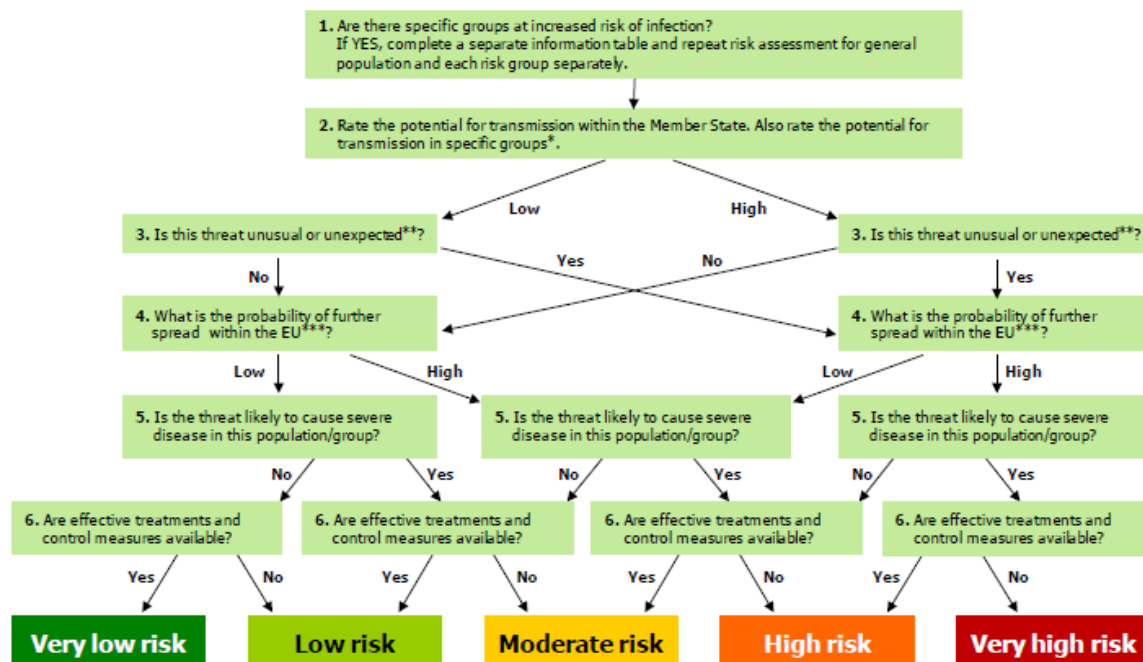 1. Are there specific groups at increased risk of infection?
If YES, complete a separate information table and repeat risk assessment for general
population and each risk group separately.
2. Rate the potential for transmission within the Member State. Also rate the potential for
transmission in specific groups*.
Low
High
3. Is this threat unusual or unexpected**?
3. Is this threat unusual or unexpected**?
No
Yes
No
Yes
4. What is the probability of further
spread within the EU***?
4. What is the probability of further
spread within the EU***?
Low
High
Low
High
5. Is the threat likely to cause severe
disease in this population/group?
5. Is the threat likely to cause severe
disease in this population/group?
5. Is the threat likely to cause severe
disease in this population/group?
No
Yes
No
Yes
No
Yes
6. Are effective treatments and
control measures available?
6. Are effective treatments and
control measures available?
6. Are effective treatments and
control measures available?
6. Are effective treatments and
control measures available?
Yes
No
Yes
No
Yes
No
Yes
No
Very low risk
Low risk
Moderate risk
High risk
Very high risk